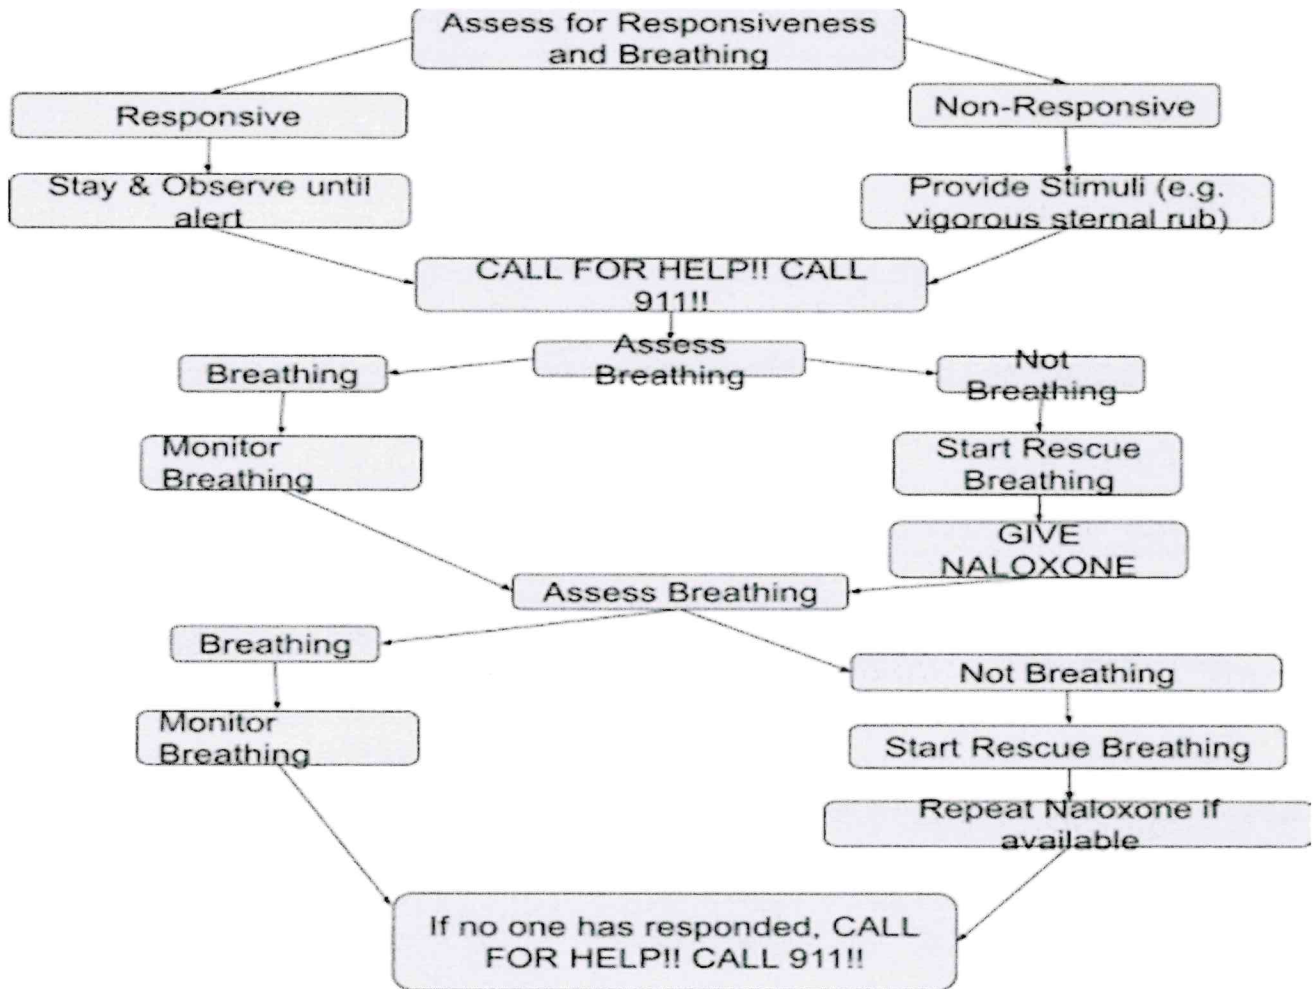 Assess for Responsiveness
and Breathing
Responsive
Non-Responsive
Stay & Observe until
alert
Provide Stimuli (e.g.
vigorous sternal rub)
CALL FOR HELP!! CALL
911!!
Assess
Breathing
Breathing
Not
Breathing
Monitor
Breathing
Start Rescue
Breathing
GIVE
NALOXONE
Assess Breathing
Breathing
Not Breathing
Monitor
Breathing
Start Rescue Breathing
Repeat Naloxone if
available
If no one has responded, CALL
FOR HELP!! CALL 911!!